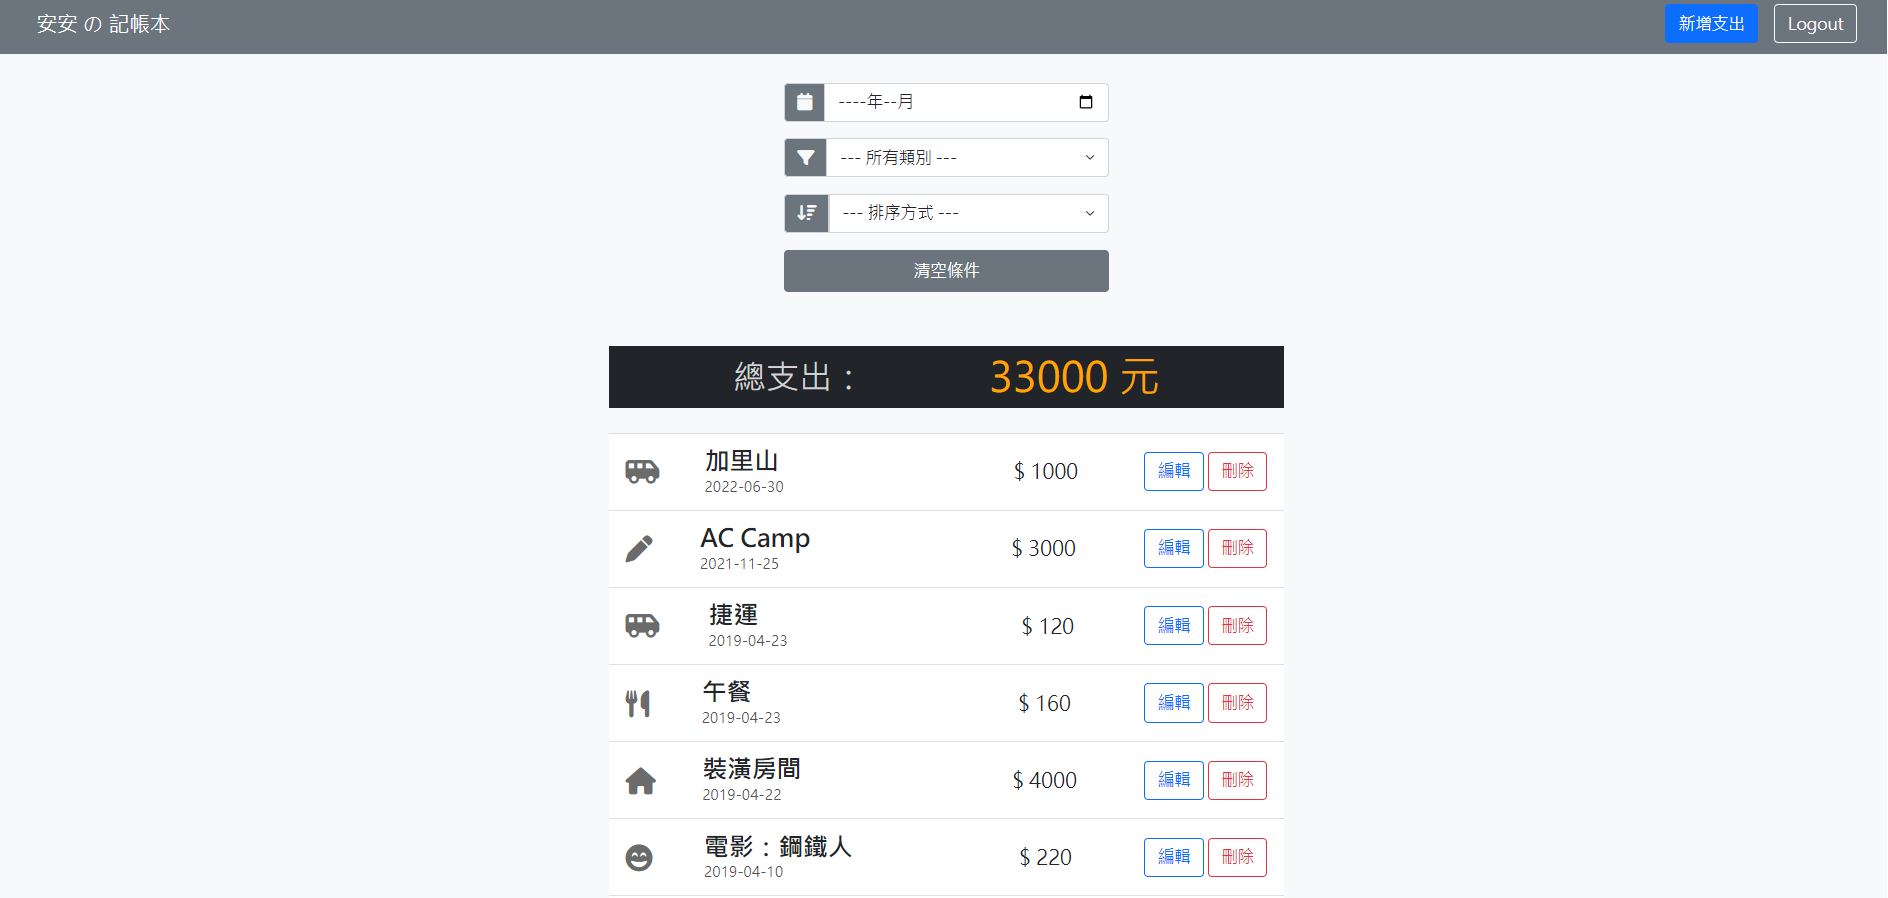 安安 の 記帳本
新增支出 Logout
----年--月
--- 所有類別 ---
--- 排序方式 ---
清空條件
總支出： 33000 元
加里山
2022-06-30
$ 1000
編輯 刪除
AC Camp
2021-11-25
$ 3000
編輯 刪除
捷運
2019-04-23
$ 120
編輯 刪除
午餐
2019-04-23
$ 160
編輯 刪除
裝潢房間
2019-04-22
$ 4000
編輯 刪除
電影：鋼鐵人
2019-04-10
$ 220
編輯 刪除